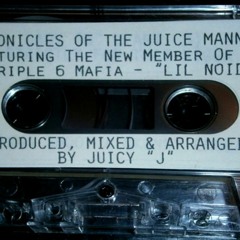 ONICLES OF THE JUICE MANN
TURING THE NEW MEMBER OF
RIPLE 6 MAFIA - "LIL NOID
RODUCED, MIXED & ARRANGED
BY JUICY "J"